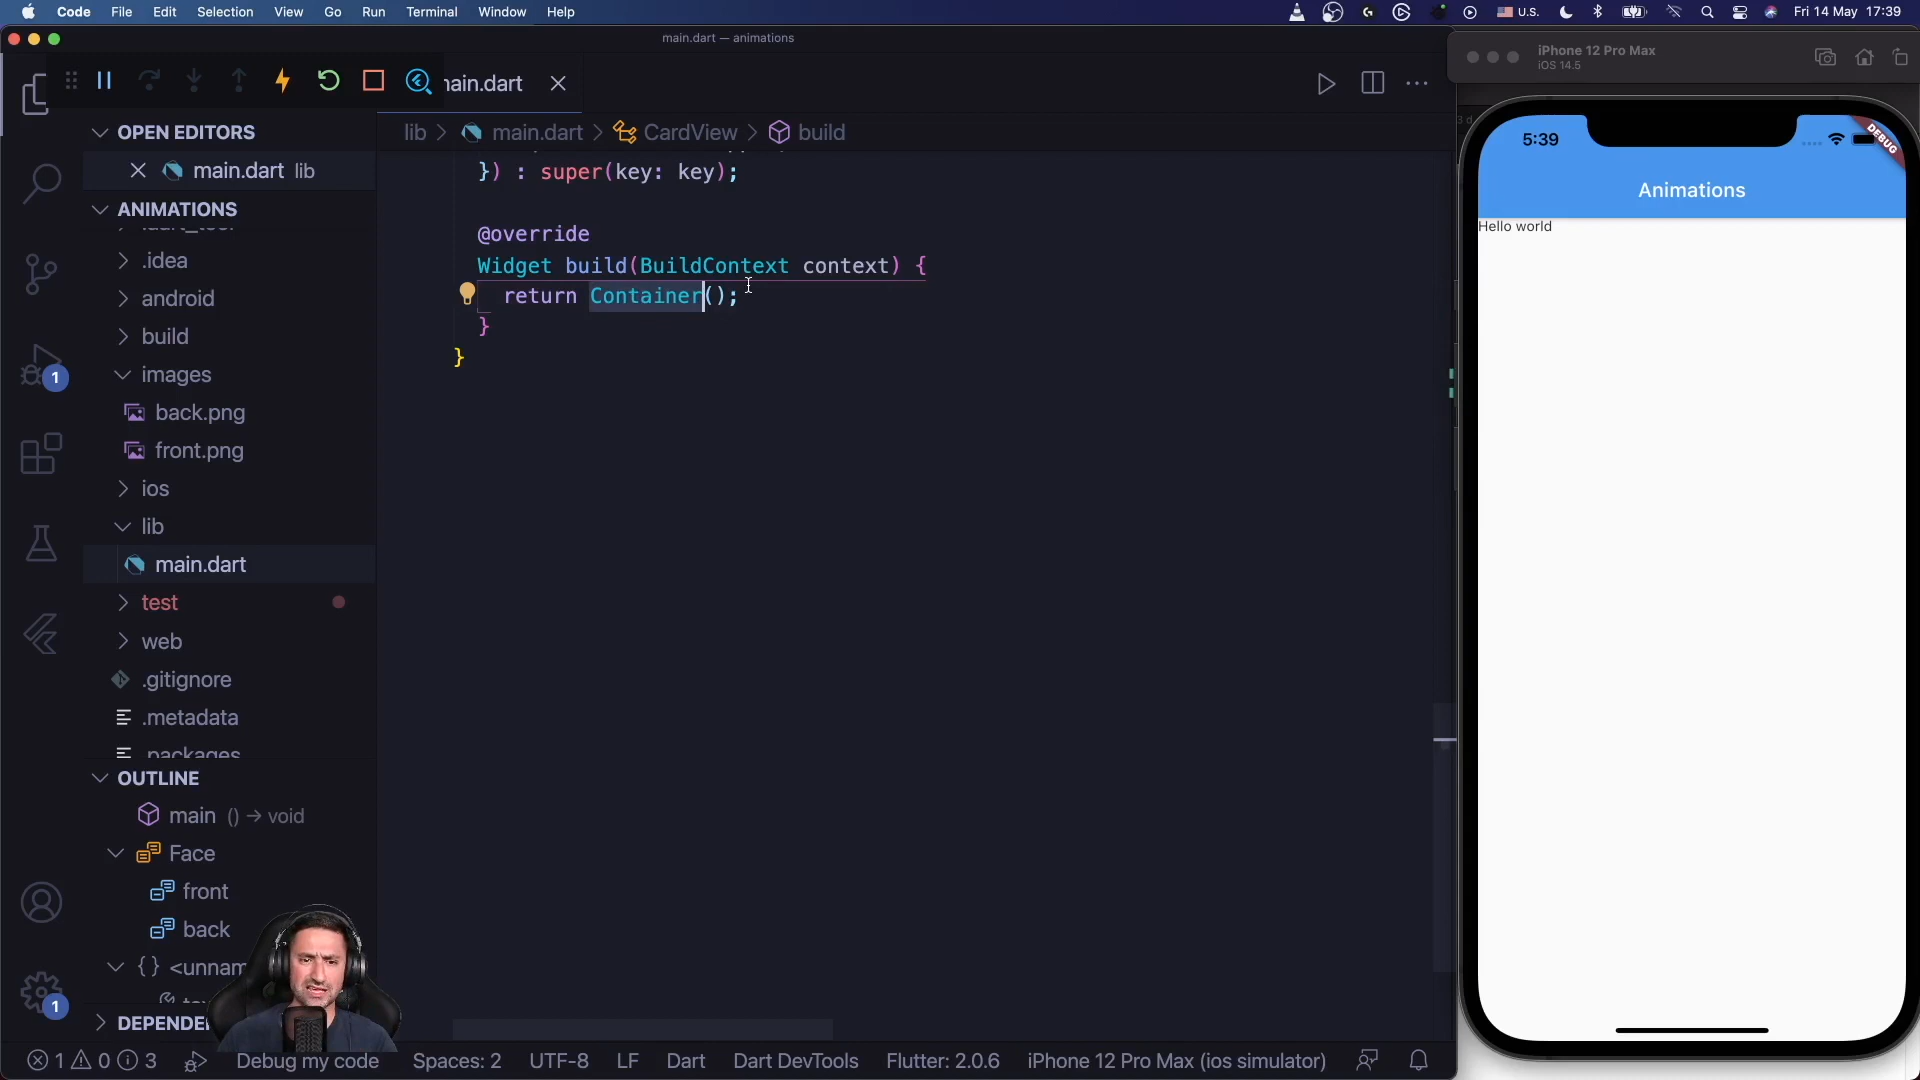 Code File Edit Selection View Go Run Terminal Window Help
U.S. Fri 14 May 17:39
main.dart — animations
iPhone 12 Pro Max
iOS 14.5
main.dart
OPEN EDITORS
main.dart lib
lib > main.dart > CardView > build
ANIMATIONS
.idea
android
build
images
back.png
front.png
ios
lib
main.dart
test
web
.gitignore
.metadata
.packages
OUTLINE
main () → void
Face
front
back
{} <unnam
DEPENDE
}) : super(key: key);
@override
Widget build(BuildContext context) {
return Container();
}
}
5:39
DEBUG
Animations
Hello world
1
1
1 0 3 Debug my code Spaces: 2 UTF-8 LF Dart Dart DevTools Flutter: 2.0.6 iPhone 12 Pro Max (ios simulator)